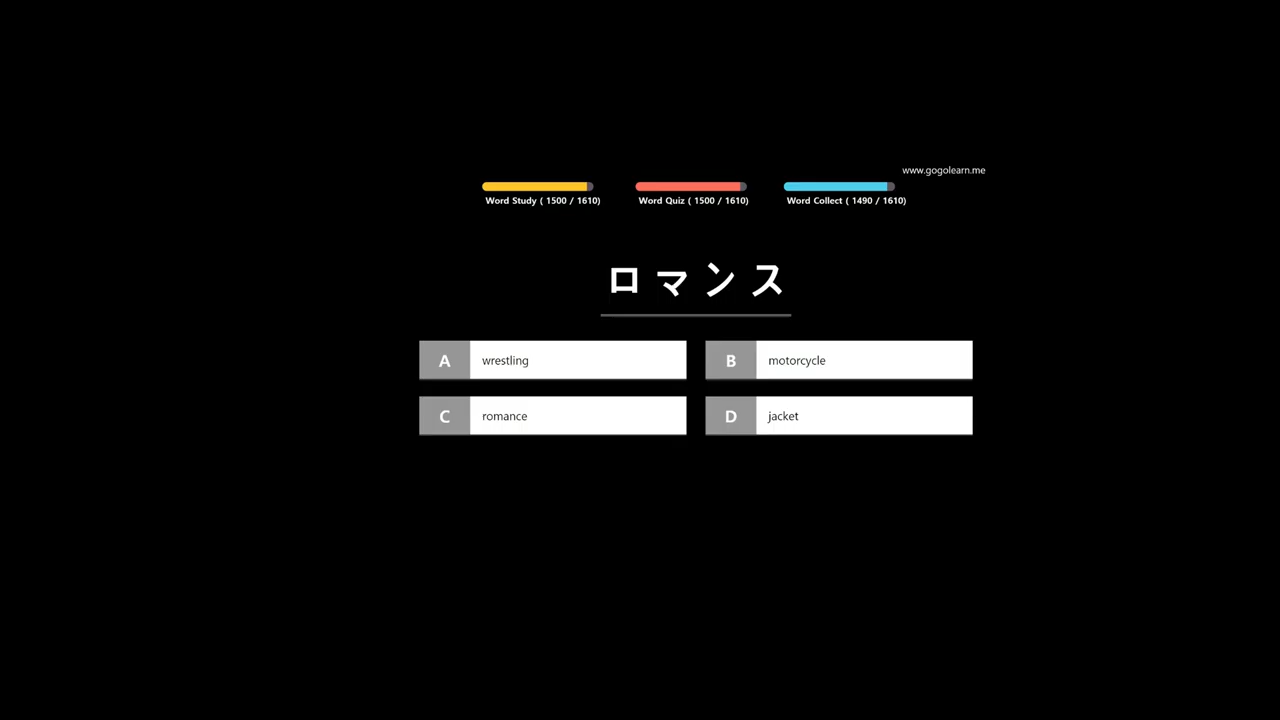 www.gogolearn.me
Word Study ( 1500 / 1610)
Word Quiz ( 1500 / 1610)
Word Collect ( 1490 / 1610)
ロマンス
A wrestling
B motorcycle
C romance
D jacket